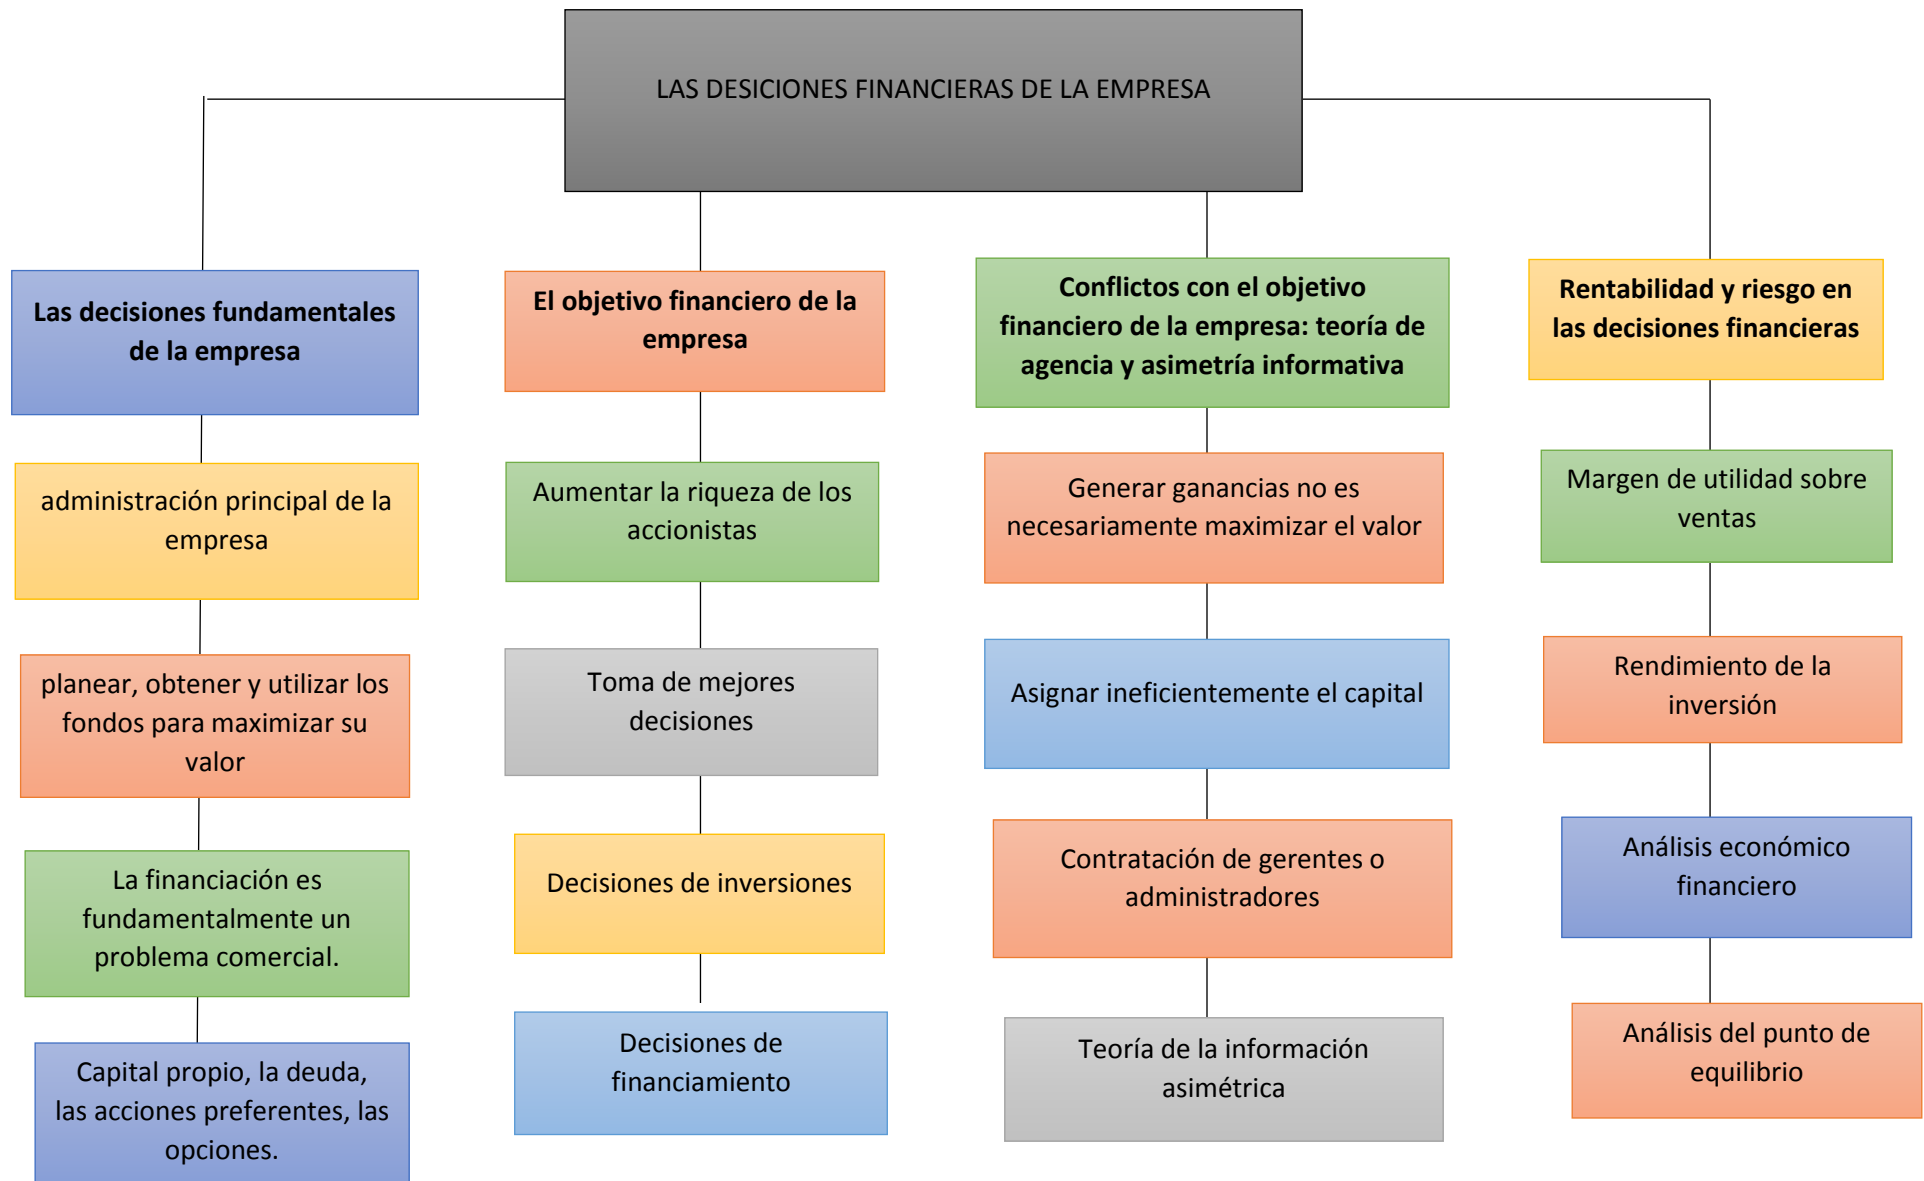 LAS DESICIONES FINANCIERAS DE LA EMPRESA
Las decisiones fundamentales
de la empresa
administración principal de la
empresa
planear, obtener y utilizar los
fondos para maximizar su
valor
La financiación es
fundamentalmente un
problema comercial.
Capital propio, la deuda,
las acciones preferentes, las
opciones.
El objetivo financiero de la
empresa
Aumentar la riqueza de los
accionistas
Toma de mejores
decisiones
Decisiones de inversiones
Decisiones de
financiamiento
Conflictos con el objetivo
financiero de la empresa: teoría de
agencia y asimetría informativa
Generar ganancias no es
necesariamente maximizar el valor
Asignar ineficientemente el capital
Contratación de gerentes o
administradores
Teoría de la información
asimétrica
Rentabilidad y riesgo en
las decisiones financieras
Margen de utilidad sobre
ventas
Rendimiento de la
inversión
Análisis económico
financiero
Análisis del punto de
equilibrio